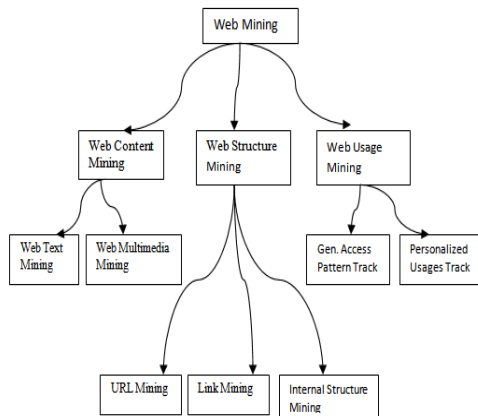 Web Mining
Web Content
Mining
Web Structure
Mining
Web Usage
Mining
Web Text
Mining
Web Multimedia
Mining
Gen. Access
Pattern Track
Personalized
Usages Track
URL Mining
Link Mining
Internal Structure
Mining